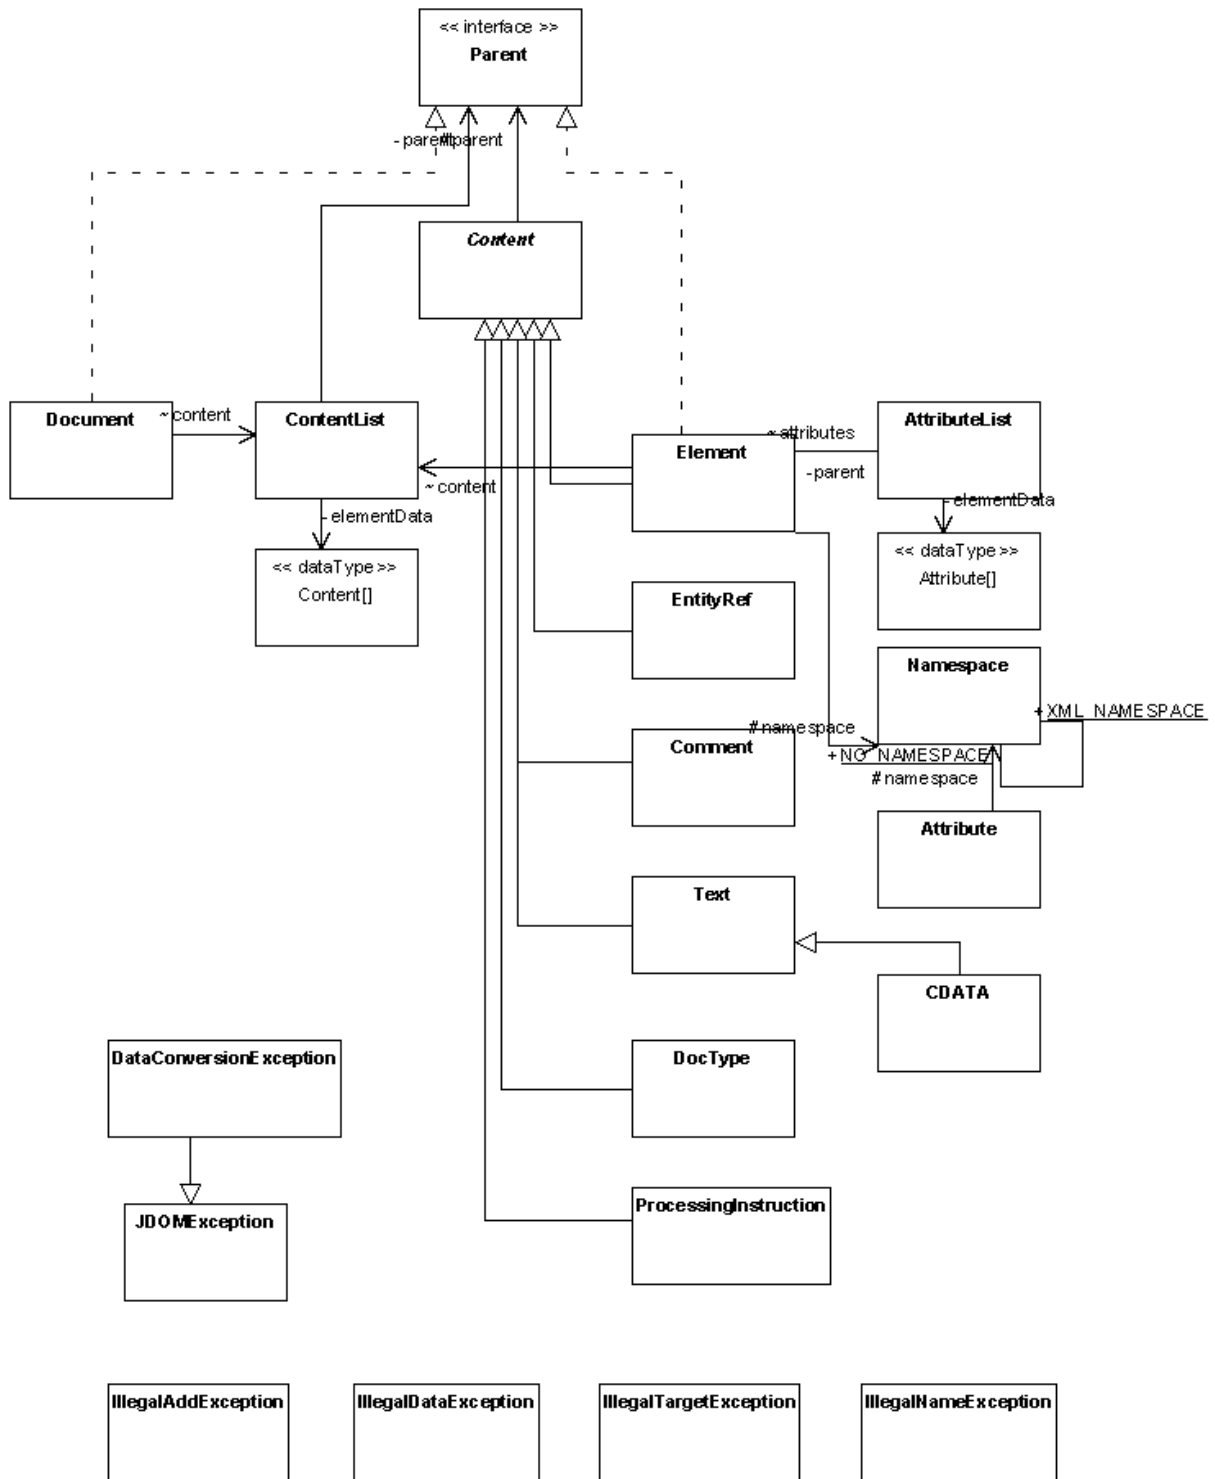 << interface >>
Parent
- parent
# parent
Content
Document
~ content
ContentList
Element
~ attributes
- parent
AttributeList
~ content
- elementData
- elementData
<< dataType >>
Content[]
<< dataType >>
Attribute[]
EntityRef
Namespace
+ XML_NAMESPACE
# namespace
Comment
+ NO_NAMESPACE
# namespace
Attribute
Text
CDATA
DataConversionException
DocType
JDOMException
ProcessingInstruction
IllegalAddException
IllegalDataException
IllegalTargetException
IllegalNameException